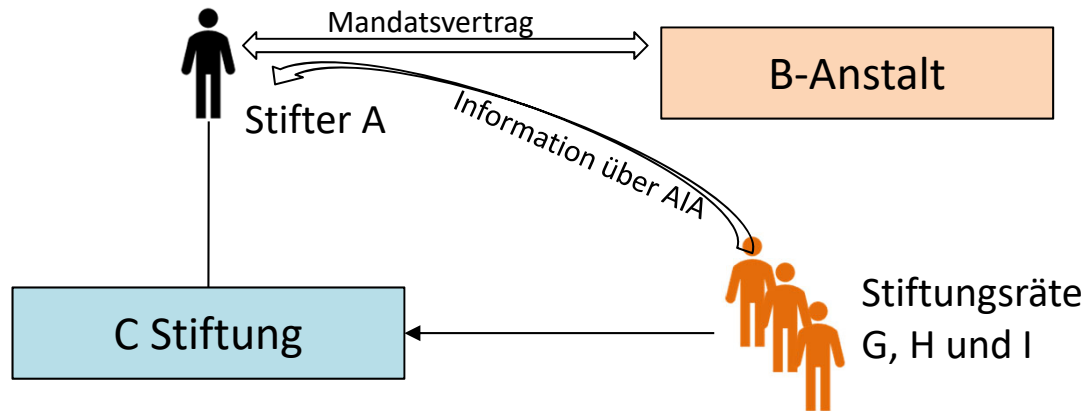 Mandatsvertrag
B-Anstalt
Stifter A
Information über AIA
C Stiftung
Stiftungsräte
G, H und I